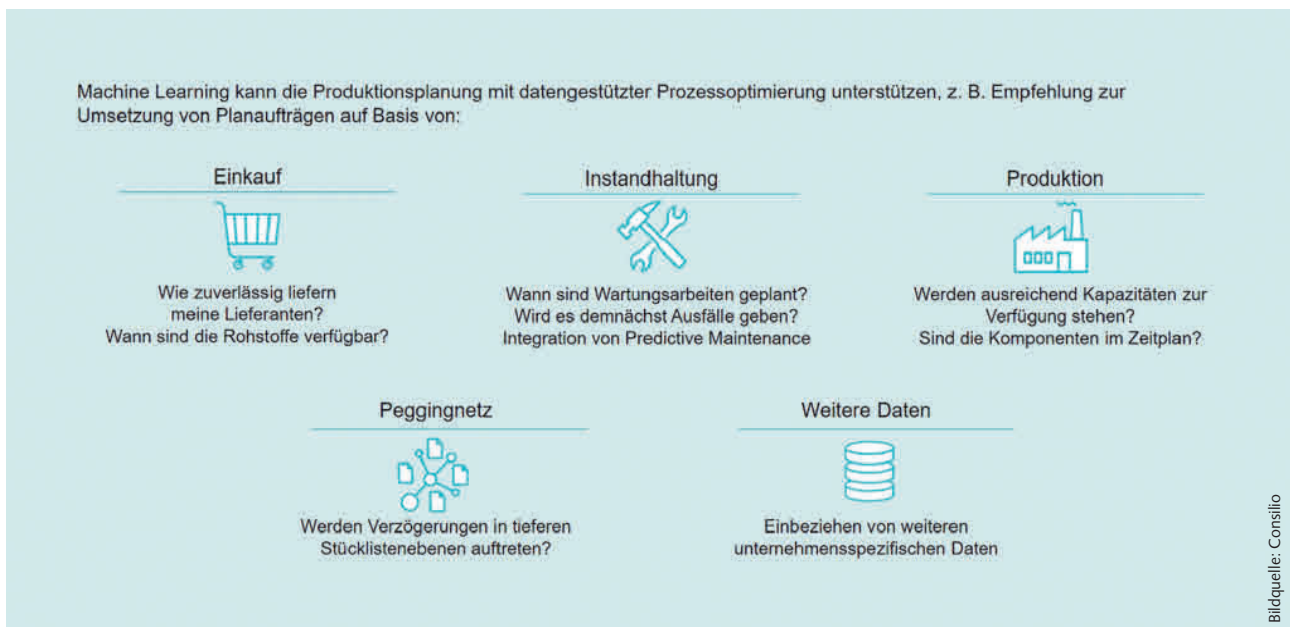 Machine Learning kann die Produktionsplanung mit datengestützter Prozessoptimierung unterstützen, z. B. Empfehlung zur
Umsetzung von Planaufträgen auf Basis von:
Einkauf
Wie zuverlässig liefern
meine Lieferanten?
Wann sind die Rohstoffe verfügbar?
Instandhaltung
Wann sind Wartungsarbeiten geplant?
Wird es demnächst Ausfälle geben?
Integration von Predictive Maintenance
Produktion
Werden ausreichend Kapazitäten zur
Verfügung stehen?
Sind die Komponenten im Zeitplan?
Peggingnetz
Werden Verzögerungen in tieferen
Stücklistenebenen auftreten?
Weitere Daten
Einbeziehen von weiteren
unternehmensspezifischen Daten
Bildquelle: Consilio